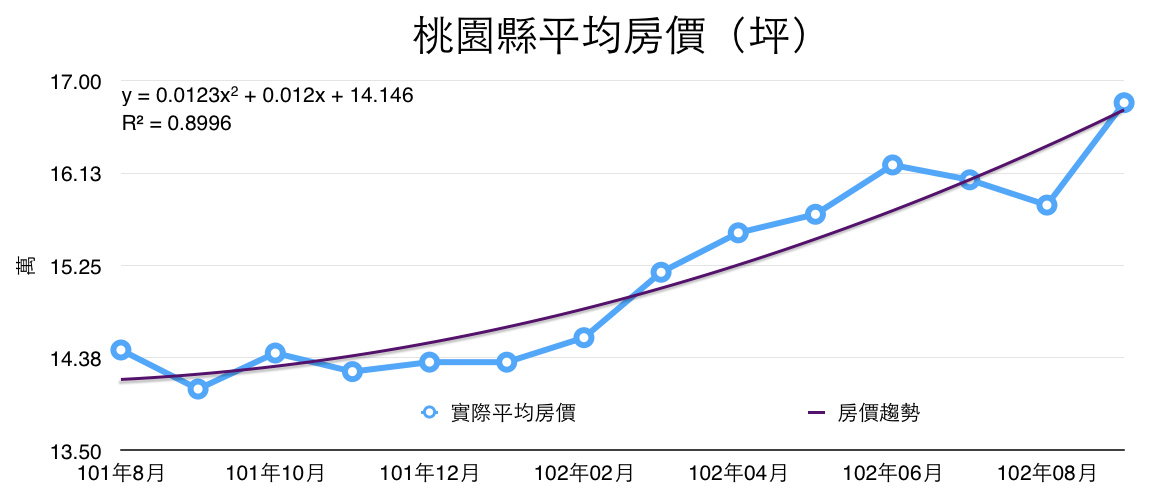 桃園縣平均房價（坪）
17.00
y = 0.0123x² + 0.012x + 14.146
R² = 0.8996
16.13
萬
15.25
14.38
實際平均房價
房價趨勢
13.50
101年8月 101年10月 101年12月 102年02月 102年04月 102年06月 102年08月